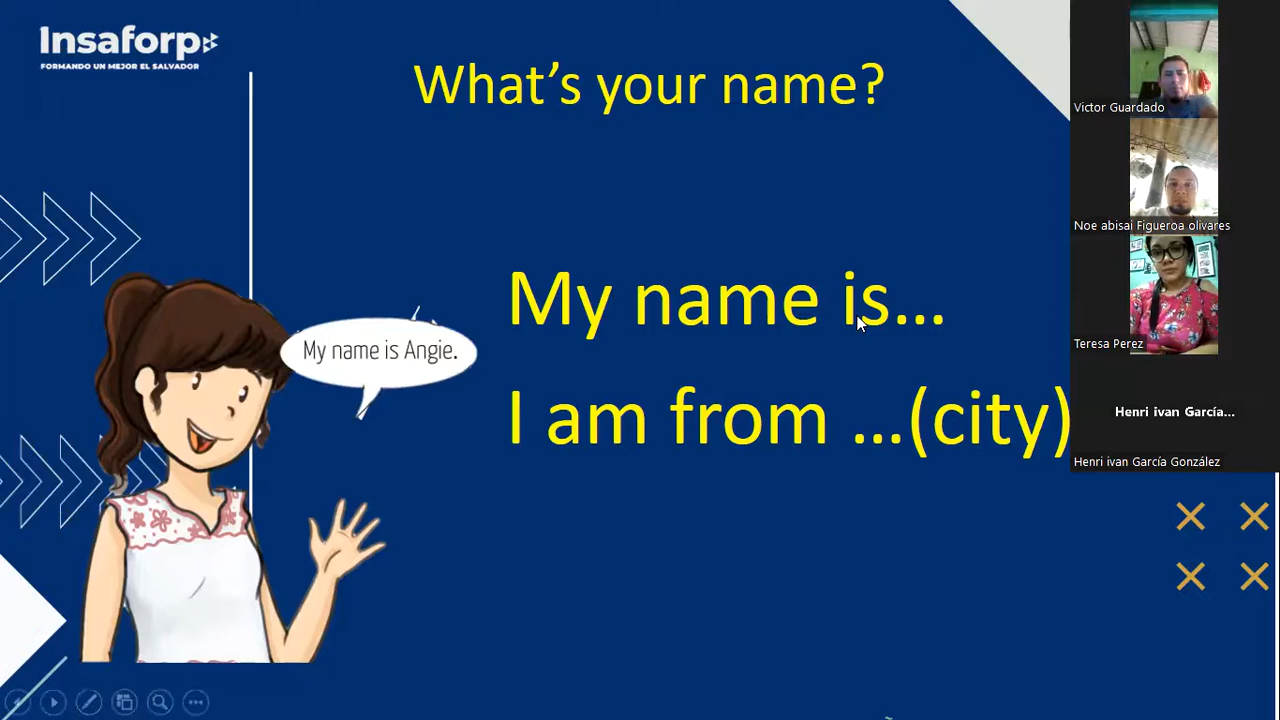 Insaforp
FORMANDO UN MEJOR EL SALVADOR
What's your name?
My name is...
My name is Angie.
I am from ...(city)
Victor Guardado
Noe abisai Figueroa olivares
Teresa Perez
Henri ivan García...
Henri ivan García González